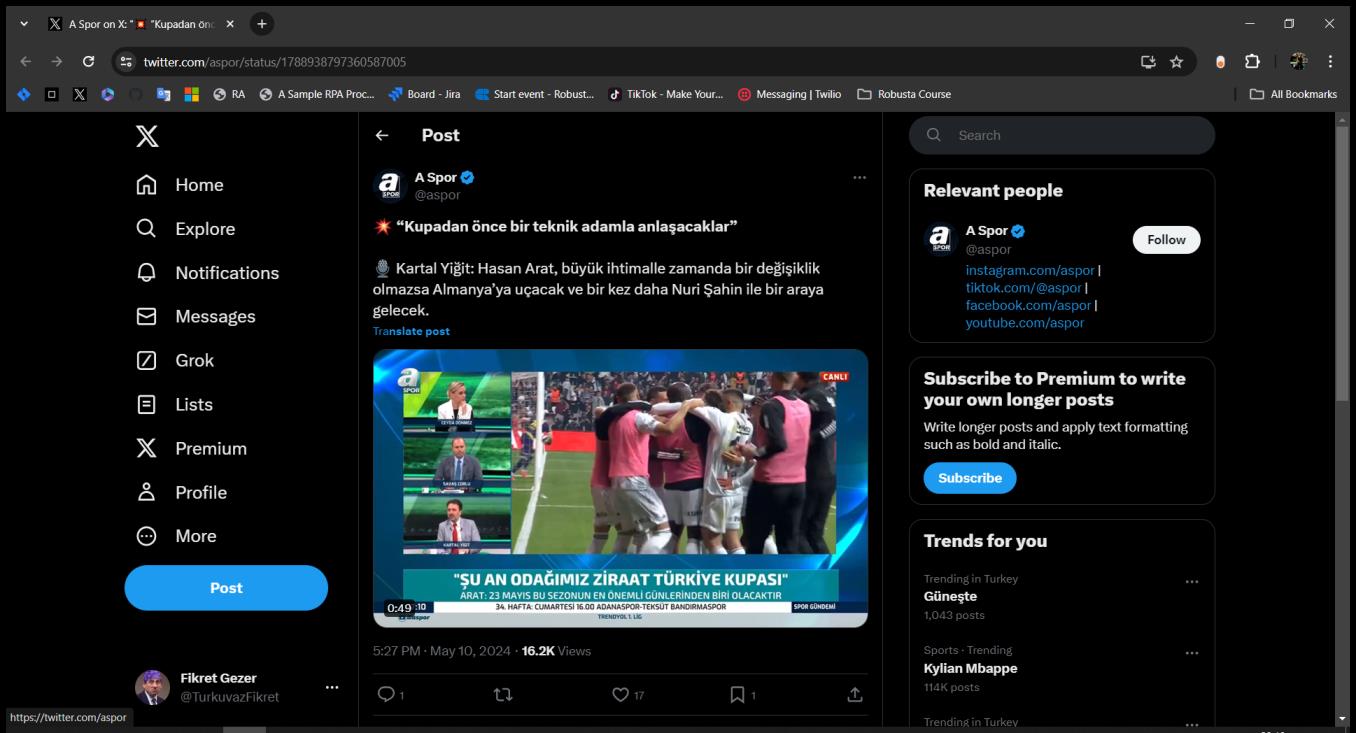 A Spor on X: "💥 "Kupadan önc
twitter.com/aspor/status/1788938797360587005
RA
A Sample RPA Proc...
Board - Jira
Start event - Robust...
TikTok - Make Your...
Messaging | Twilio
Robusta Course
All Bookmarks
Home
Explore
Notifications
Messages
Grok
Lists
Premium
Profile
More
Post
Fikret Gezer
@TurkuvazFikret
https://twitter.com/aspor
Post
A Spor
@aspor
💥 “Kupadan önce bir teknik adamla anlaşacaklar”
🎙 Kartal Yiğit: Hasan Arat, büyük ihtimalle zamanda bir değişiklik
olmazsa Almanya’ya uçacak ve bir kez daha Nuri Şahin ile bir araya
gelecek.
Translate post
a
SPOR
CANLI
CEYDA DÖNMEZ
SAVAŞ ÇORLU
KARTAL YİĞİT
"ŞU AN ODAĞIMIZ ZİRAAT TÜRKİYE KUPASI"
ARAT: 23 MAYIS BU SEZONUN EN ÖNEMLİ GÜNLERİNDEN BİRİ OLACAKTIR
0:49
:10
34. HAFTA: CUMARTESİ 16.00 ADANASPOR-TEKSÜT BANDIRMASPOR
SPOR GÜNDEMİ
aspor
TRENDYOL 1. LİG
5:27 PM · May 10, 2024 · 16.2K Views
1
17
1
Search
Relevant people
A Spor
@aspor
Follow
instagram.com/aspor |
tiktok.com/@aspor |
facebook.com/aspor |
youtube.com/aspor
Subscribe to Premium to write
your own longer posts
Write longer posts and apply text formatting
such as bold and italic.
Subscribe
Trends for you
Trending in Turkey
Güneşte
1,043 posts
Sports · Trending
Kylian Mbappe
114K posts
Trending in Turkey